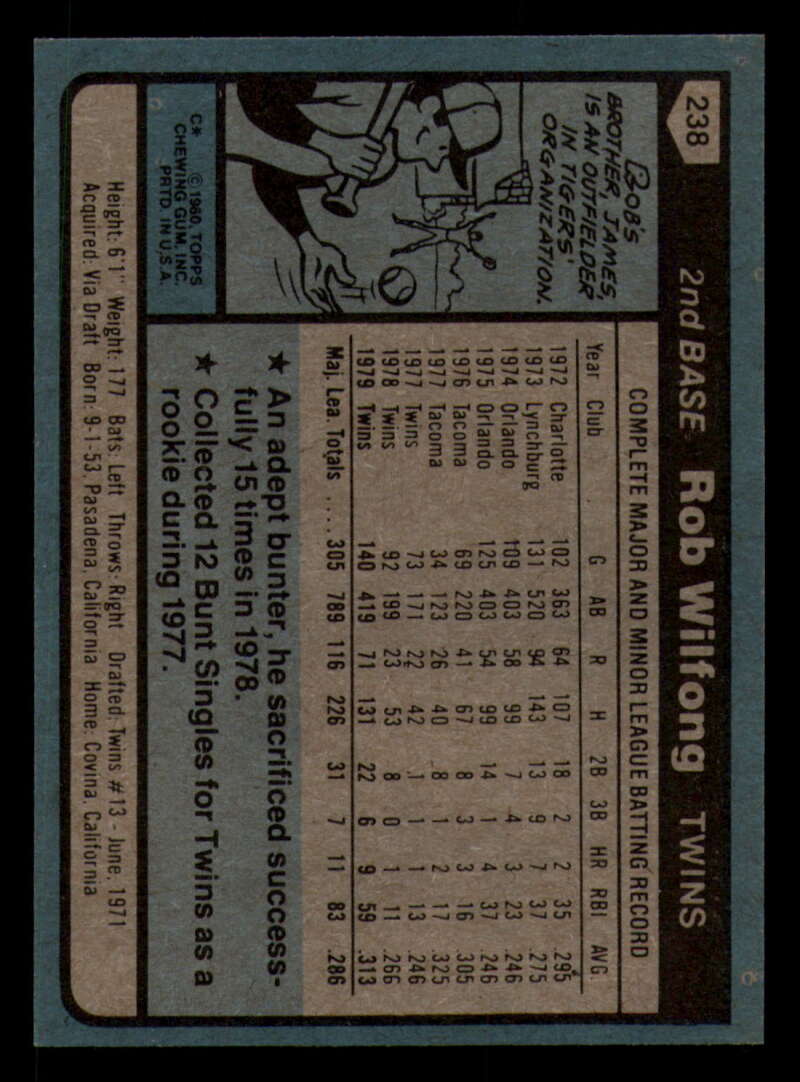 238
2nd BASE Rob Wilfong TWINS
BOB'S
BROTHER, JAMES,
IS AN OUTFIELDER
IN TIGERS'
ORGANIZATION.
C* © 1980, TOPPS
CHEWING GUM, INC.
PRTD. IN U.S.A.
COMPLETE MAJOR AND MINOR LEAGUE BATTING RECORD
Year Club G AB R H 2B 3B HR RBI AVG.
1972 Charlotte 102 363 64 107 18 2 2 35 .295
1973 Lynchburg 131 520 94 143 13 9 7 37 .275
1974 Orlando 109 403 58 99 7 4 3 23 .246
1975 Orlando 125 403 54 99 14 1 4 37 .246
1976 Tacoma 69 220 41 67 8 3 3 16 .305
1977 Tacoma 34 123 26 40 8 1 2 17 .325
1977 Twins 73 171 22 42 1 1 1 13 .246
1978 Twins 92 199 23 53 8 0 1 11 .266
1979 Twins 140 419 71 131 22 6 9 59 .313
Maj. Lea. Totals .... 305 789 116 226 31 7 11 83 .286
★ An adept bunter, he sacrificed success-
fully 15 times in 1978.
★ Collected 12 Bunt Singles for Twins as a
rookie during 1977.
Height: 6'1" Weight: 177 Bats: Left Throws: Right Drafted: Twins #13 - June, 1971
Acquired: Via Draft Born: 9-1-53, Pasadena, California Home: Covina, California